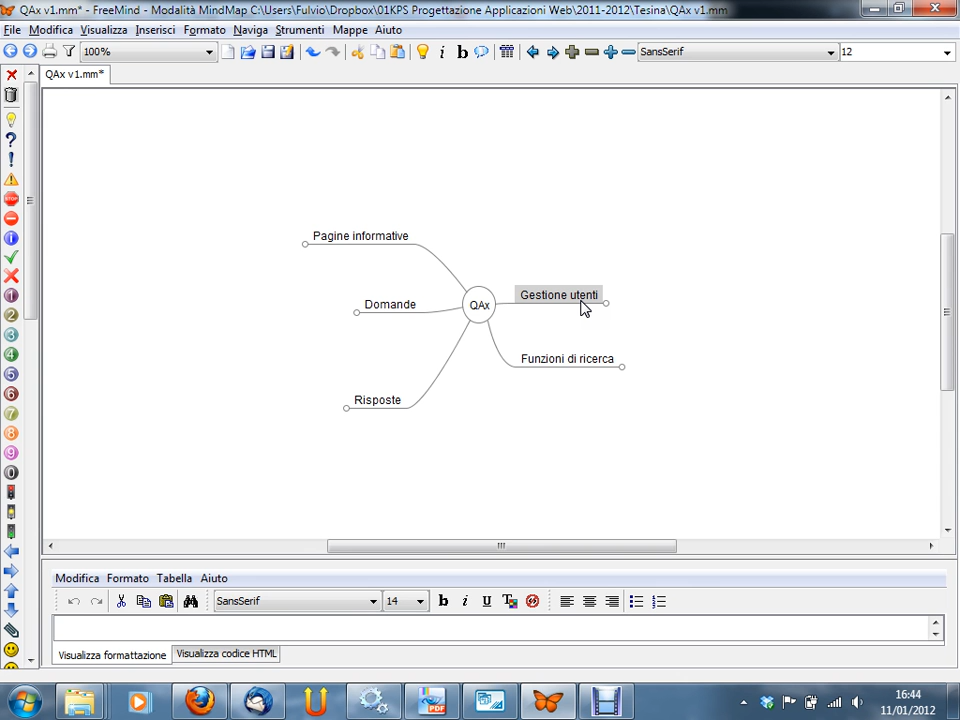 QAx v1.mm* - FreeMind - Modalità MindMap C:\Users\Fulvio\Dropbox\01KPS Progettazione Applicazioni Web\2011-2012\Tesina\QAx v1.mm
File Modifica Visualizza Inserisci Formato Naviga Strumenti Mappe Aiuto
100% i b SansSerif 12
QAx v1.mm*
Pagine informative
Gestione utenti
Domande
QAx
Funzioni di ricerca
Risposte
Modifica Formato Tabella Aiuto
SansSerif 14 b i U
Visualizza formattazione Visualizza codice HTML
PDF
16:44
11/01/2012